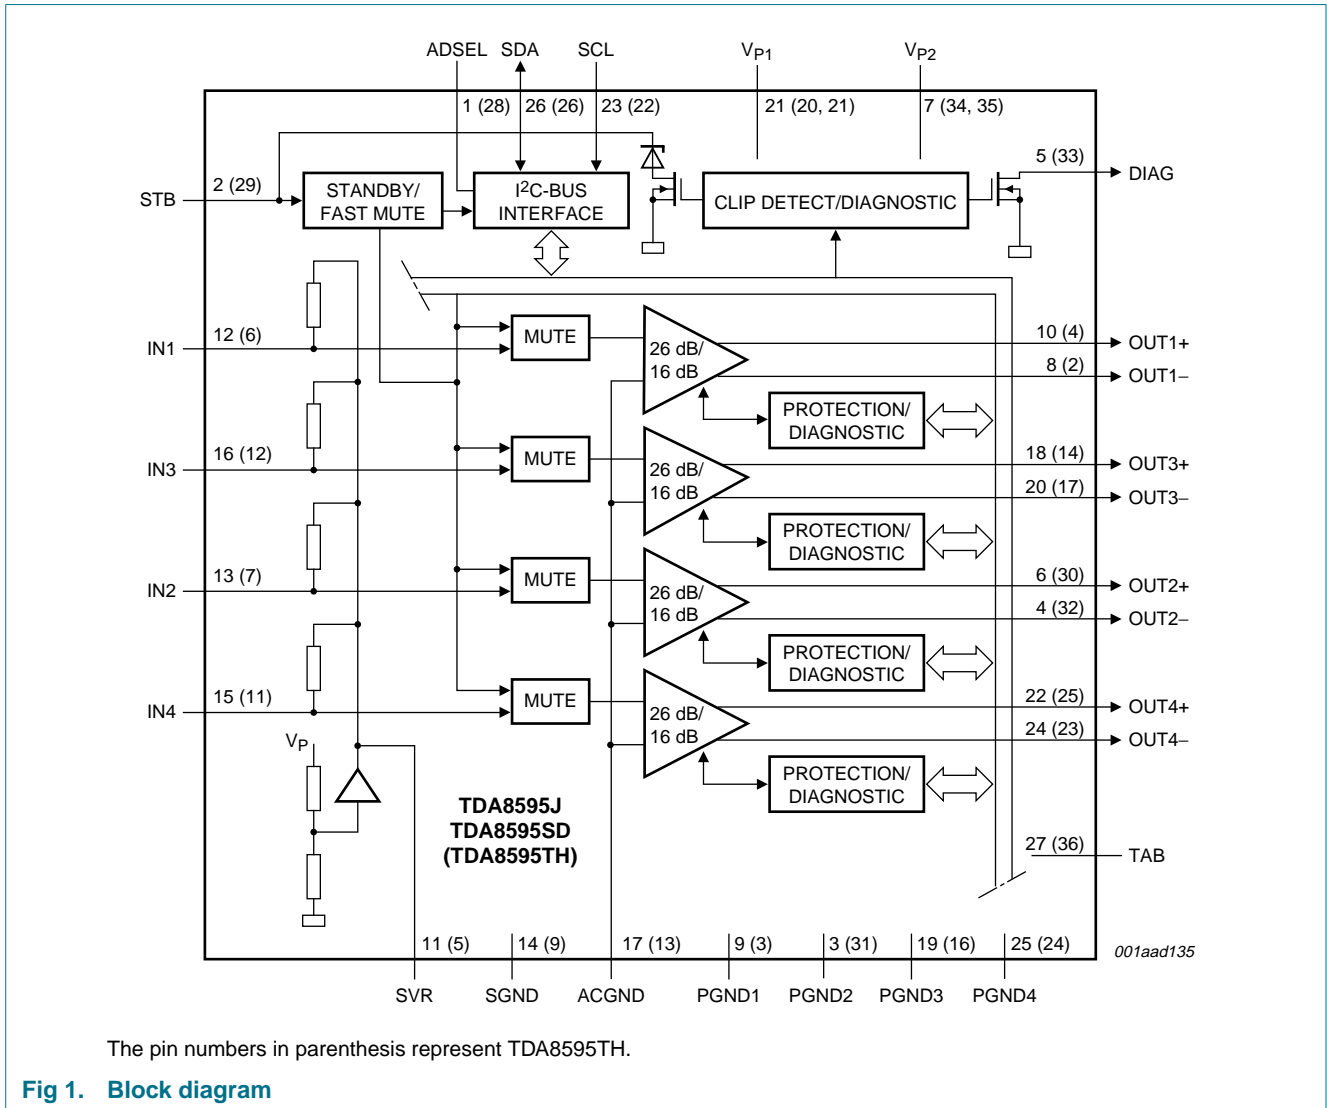 ADSEL SDA SCL VP1 VP2
1 (28) 26 (26) 23 (22) 21 (20, 21) 7 (34, 35)
5 (33) DIAG
STB 2 (29)
STANDBY/
FAST MUTE
I2C-BUS
INTERFACE
CLIP DETECT/DIAGNOSTIC
IN1 12 (6)
MUTE
26 dB/
16 dB
10 (4) OUT1+
8 (2) OUT1−
PROTECTION/
DIAGNOSTIC
IN3 16 (12)
MUTE
26 dB/
16 dB
18 (14) OUT3+
20 (17) OUT3−
PROTECTION/
DIAGNOSTIC
IN2 13 (7)
MUTE
26 dB/
16 dB
6 (30) OUT2+
4 (32) OUT2−
PROTECTION/
DIAGNOSTIC
IN4 15 (11)
MUTE
26 dB/
16 dB
22 (25) OUT4+
24 (23) OUT4−
PROTECTION/
DIAGNOSTIC
VP
TDA8595J
TDA8595SD
(TDA8595TH)
27 (36) TAB
11 (5) 14 (9) 17 (13) 9 (3) 3 (31) 19 (16) 25 (24)
001aad135
SVR SGND ACGND PGND1 PGND2 PGND3 PGND4
The pin numbers in parenthesis represent TDA8595TH.
Fig 1. Block diagram